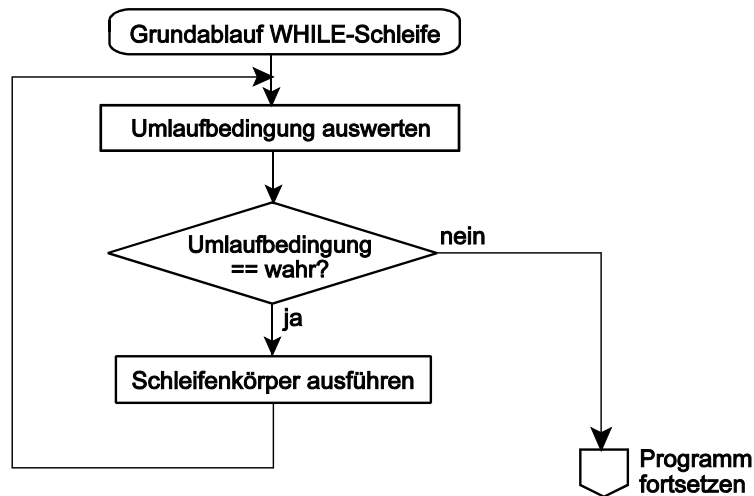 Grundablauf WHILE-Schleife
Umlaufbedingung auswerten
Umlaufbedingung
== wahr?
nein
ja
Schleifenkörper ausführen
Programm
fortsetzen